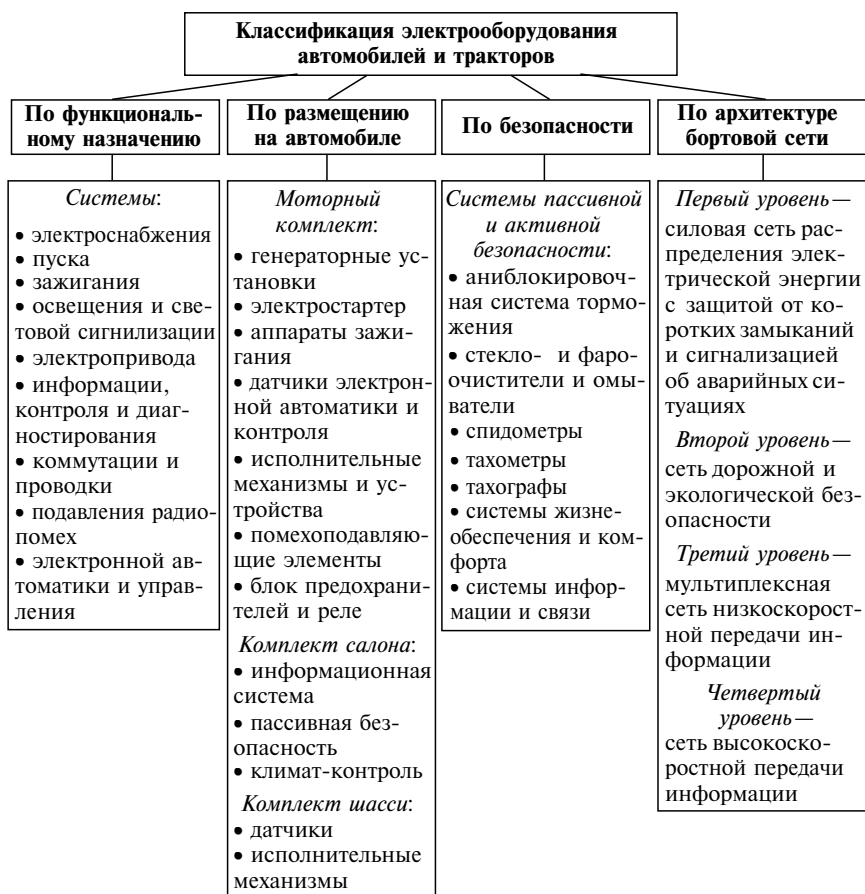 Классификация электрооборудования
автомобилей и тракторов
По функциональ-
ному назначению
Системы:
• электроснабжения
• пуска
• зажигания
• освещения и све-
товой сигнилизации
• электропривода
• информации,
контроля и диаг-
ностирования
• коммутации и
проводки
• подавления радио-
помех
• электронной ав-
томатики и управ-
ления
По размещению
на автомобиле
Моторный
комплект:
• генераторные ус-
тановки
• электростартер
• аппараты зажи-
гания
• датчики электрон-
ной автоматики и
контроля
• исполнительные
механизмы и уст-
ройства
• помехоподавляю-
щие элементы
• блок предохрани-
телей и реле
Комплект салона:
• информационная
система
• пассивная без-
опасность
• климат-контроль
Комплект шасси:
• датчики
• исполнительные
механизмы
По безопасности
Системы пассивной
и активной
безопасности:
• аниблокировоч-
ная система тормо-
жения
• стекло- и фаро-
очистители и омы-
ватели
• спидометры
• тахометры
• тахографы
• системы жизне-
обеспечения и ком-
форта
• системы инфор-
мации и связи
По архитектуре
бортовой сети
Первый уровень —
силовая сеть рас-
пределения элек-
трической энергии
с защитой от ко-
ротких замыканий
и сигнализацией
об аварийных си-
туациях
Второй уровень —
сеть дорожной и
экологической без-
опасности
Третий уровень —
мультиплексная
сеть низкоскорост-
ной передачи ин-
формации
Четвертый
уровень —
сеть высокоско-
ростной передачи
информации